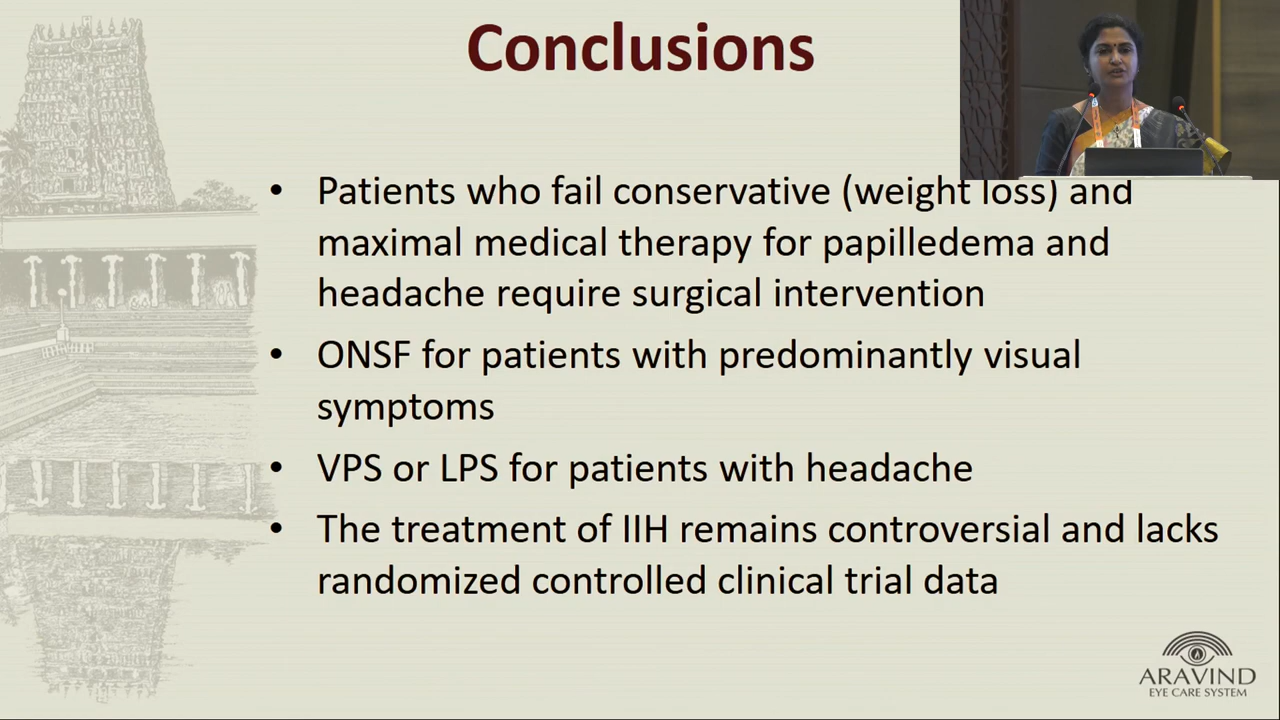 Conclusions
• Patients who fail conservative (weight loss) and
maximal medical therapy for papilledema and
headache require surgical intervention
• ONSF for patients with predominantly visual
symptoms
• VPS or LPS for patients with headache
• The treatment of IIH remains controversial and lacks
randomized controlled clinical trial data
ARAVIND
EYE CARE SYSTEM